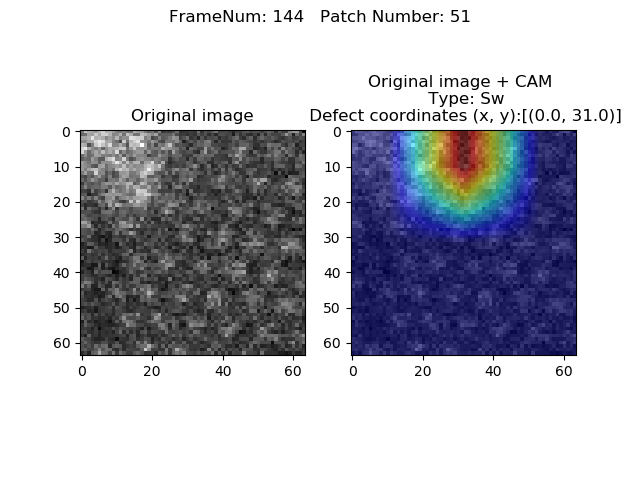 FrameNum: 144   Patch Number: 51
Original image
0
10
20
30
40
50
60
0 20 40 60
Original image + CAM
Type: Sw
Defect coordinates (x, y):[(0.0, 31.0)]
0
10
20
30
40
50
60
0 20 40 60